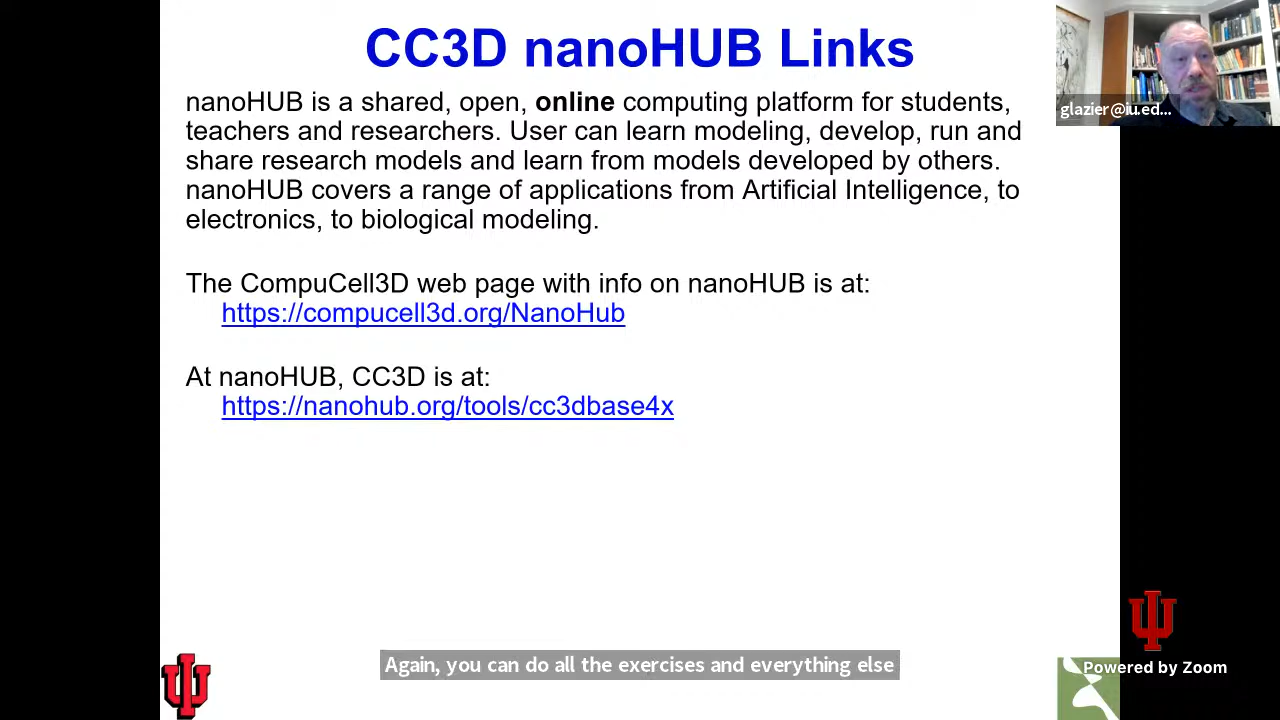 CC3D nanoHUB Links
nanoHUB is a shared, open, online computing platform for students,
teachers and researchers. User can learn modeling, develop, run and
share research models and learn from models developed by others.
nanoHUB covers a range of applications from Artificial Intelligence, to
electronics, to biological modeling.
The CompuCell3D web page with info on nanoHUB is at:
https://compucell3d.org/NanoHub
At nanoHUB, CC3D is at:
https://nanohub.org/tools/cc3dbase4x
glazier@iu.ed...
Again, you can do all the exercises and everything else
Powered by Zoom